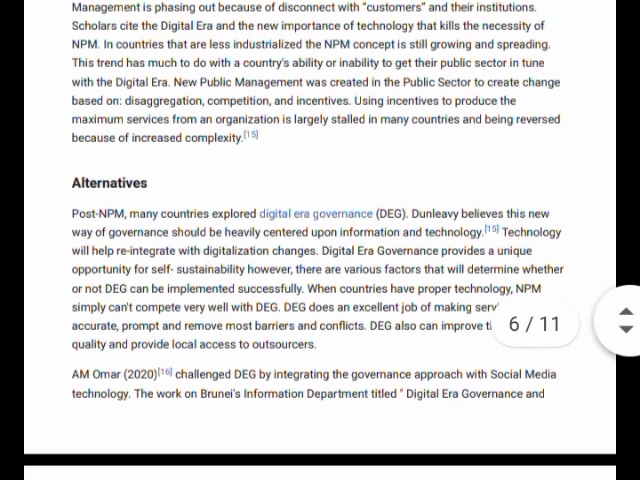 Management is phasing out because of disconnect with "customers" and their institutions.
Scholars cite the Digital Era and the new importance of technology that kills the necessity of
NPM. In countries that are less industrialized the NPM concept is still growing and spreading.
This trend has much to do with a country's ability or inability to get their public sector in tune
with the Digital Era. New Public Management was created in the Public Sector to create change
based on: disaggregation, competition, and incentives. Using incentives to produce the
maximum services from an organization is largely stalled in many countries and being reversed
because of increased complexity.[15]
Alternatives
Post-NPM, many countries explored digital era governance (DEG). Dunleavy believes this new
way of governance should be heavily centered upon information and technology.[15] Technology
will help re-integrate with digitalization changes. Digital Era Governance provides a unique
opportunity for self- sustainability however, there are various factors that will determine whether
or not DEG can be implemented successfully. When countries have proper technology, NPM
simply can't compete very well with DEG. DEG does an excellent job of making
accurate, prompt and remove most barriers and conflicts. DEG also can improve
quality and provide local access to outsourcers.
6 / 11
AM Omar (2020)[16] challenged DEG by integrating the governance approach with Social Media
technology. The work on Brunei's Information Department titled " Digital Era Governance and